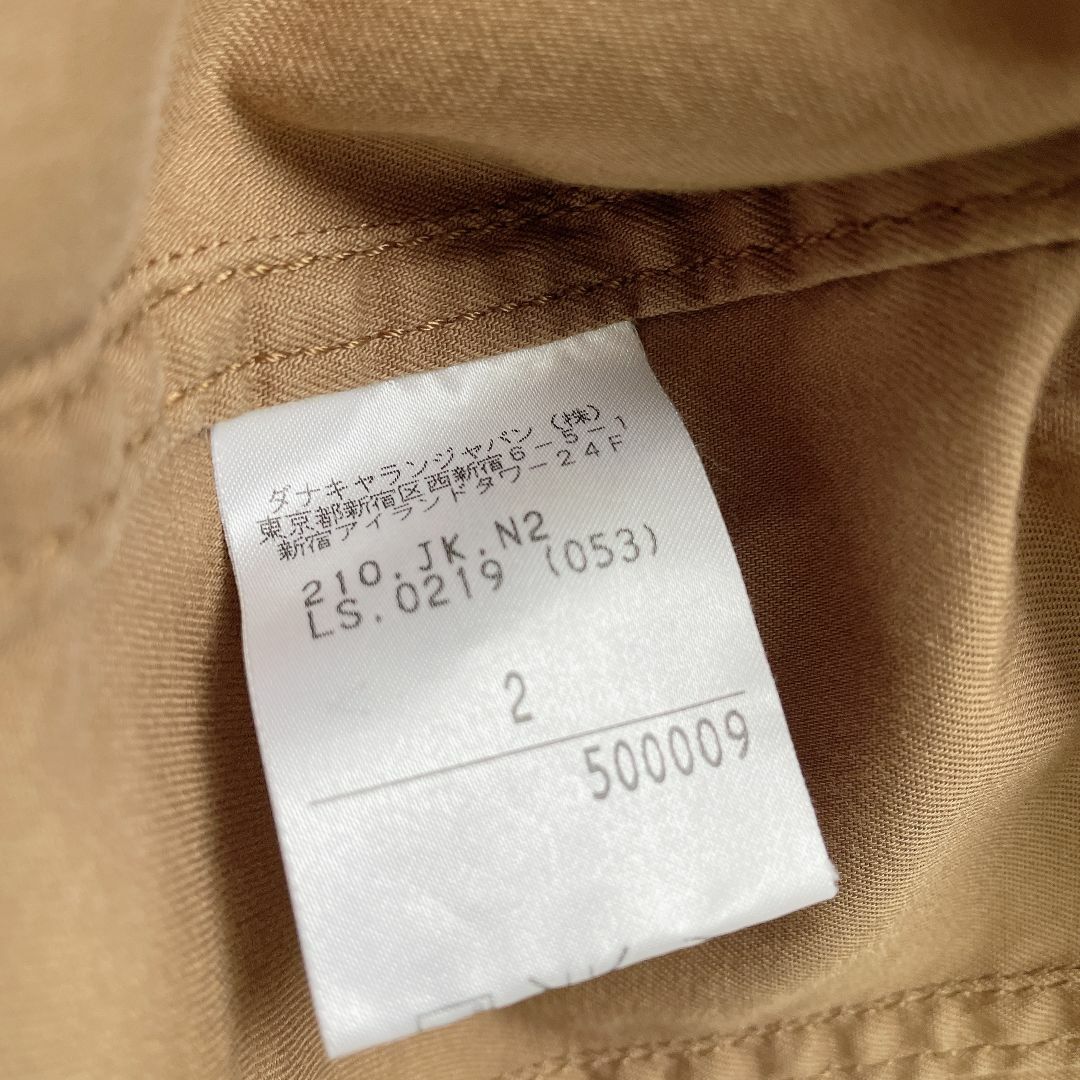 ダナキャランジャパン(株)
東京都新宿区西新宿6-5-1
新宿アイランドタワー24F
210.JK.N2
LS.0219 (053)
2
500009